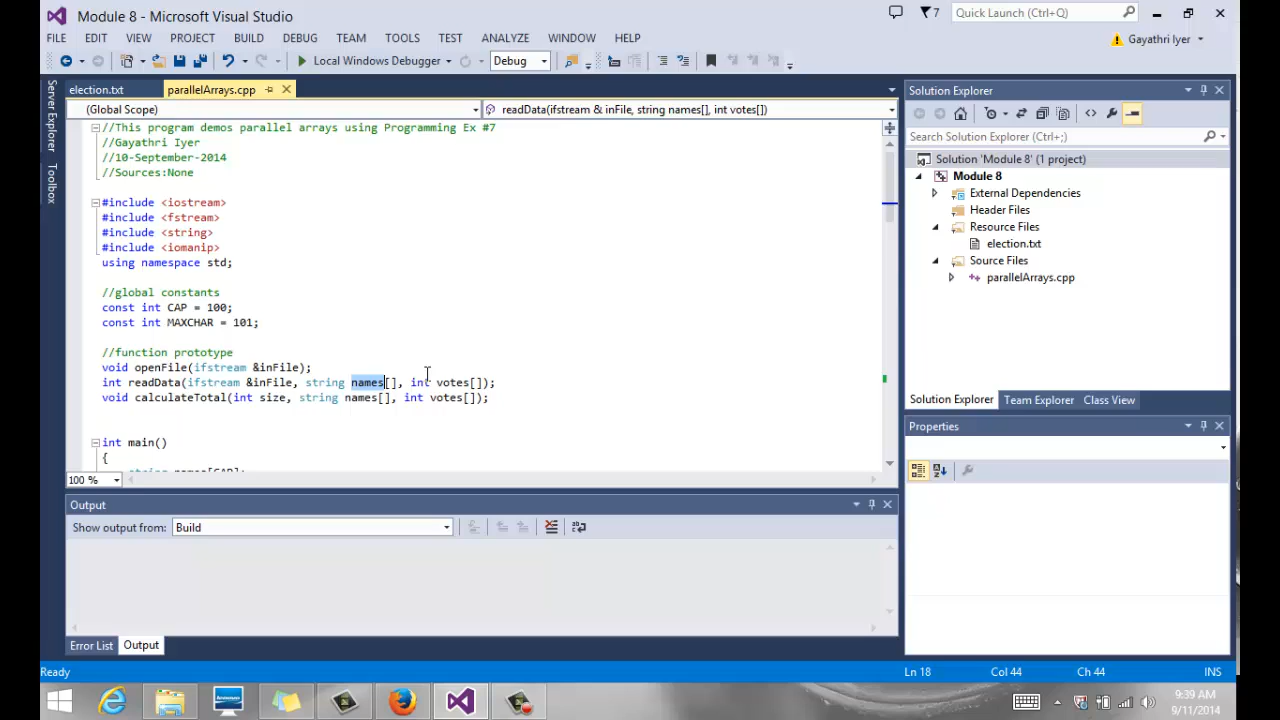 Module 8 - Microsoft Visual Studio
7
Quick Launch (Ctrl+Q)
FILE EDIT VIEW PROJECT BUILD DEBUG TEAM TOOLS TEST ANALYZE WINDOW HELP
Gayathri Iyer
Local Windows Debugger
Debug
Server Explorer
Toolbox
election.txt
parallelArrays.cpp
(Global Scope)
readData(ifstream & inFile, string names[], int votes[])
//This program demos parallel arrays using Programming Ex #7
//Gayathri Iyer
//10-September-2014
//Sources:None
#include <iostream>
#include <fstream>
#include <string>
#include <iomanip>
using namespace std;
//global constants
const int CAP = 100;
const int MAXCHAR = 101;
//function prototype
void openFile(ifstream &inFile);
int readData(ifstream &inFile, string names[], int votes[]);
void calculateTotal(int size, string names[], int votes[]);
int main()
{
string names[CAP];
100 %
Output
Show output from: Build
Error List Output
Solution Explorer
Search Solution Explorer (Ctrl+;)
Solution 'Module 8' (1 project)
Module 8
External Dependencies
Header Files
Resource Files
election.txt
Source Files
parallelArrays.cpp
Solution Explorer Team Explorer Class View
Properties
Ready
Ln 18 Col 44 Ch 44 INS
9:39 AM
9/11/2014